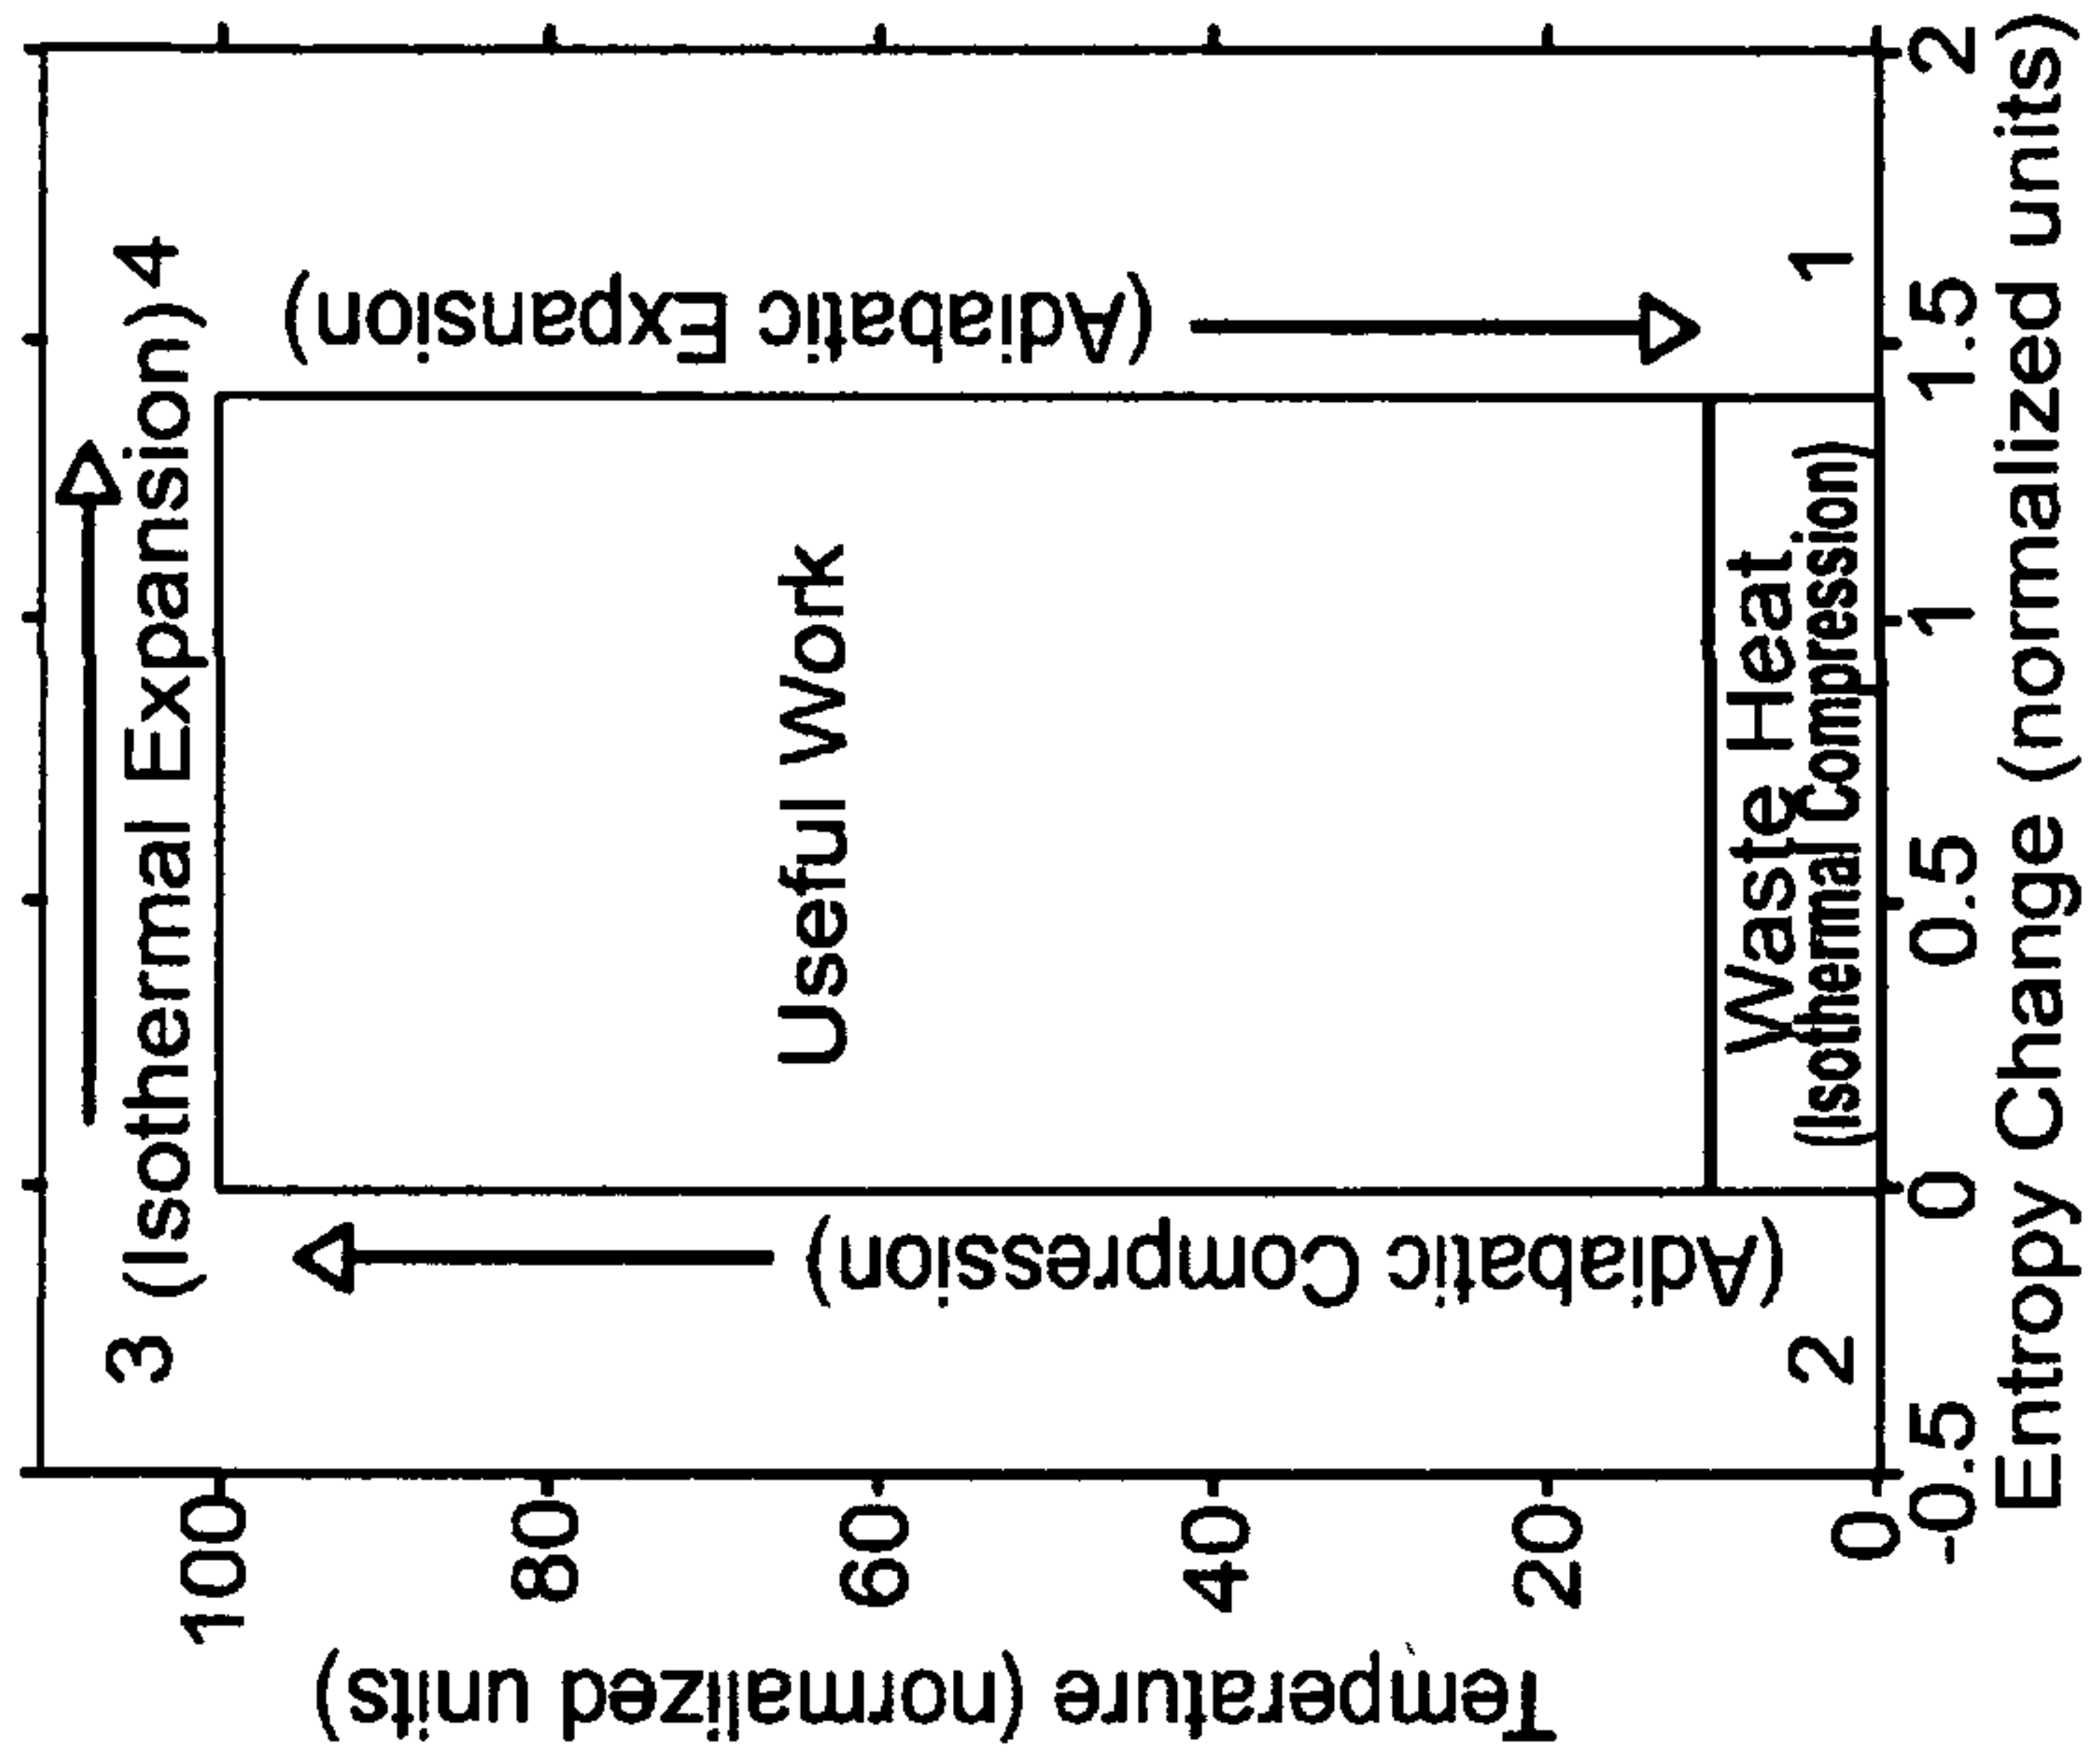 3 (Isothermal Expansion) 4
Temperature (normalized units)
100
80
60
40
20
0
(Adiabatic Compression)
Useful Work
(Adiabatic Expansion)
Waste Heat
2 (Isothermal Compression) 1
-0.5 0 0.5 1 1.5 2
Entropy Change (normalized units)